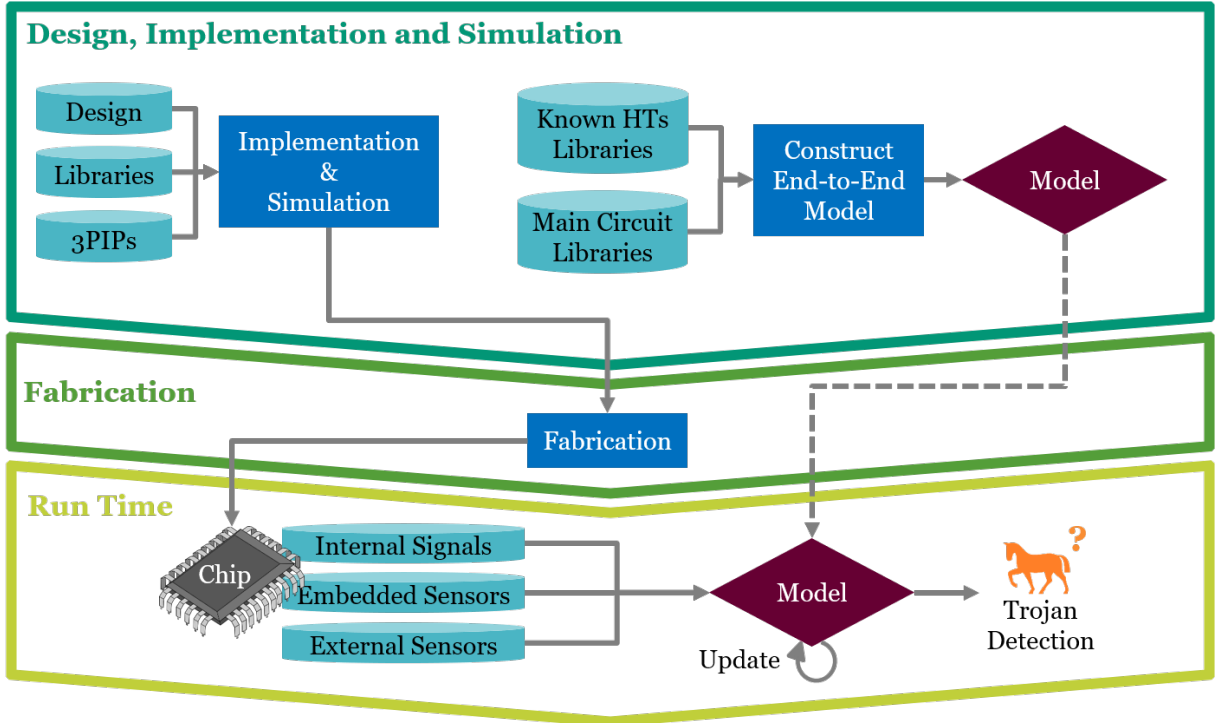 Design, Implementation and Simulation
Design
Libraries
3PIPs
Implementation
&
Simulation
Known HTs
Libraries
Main Circuit
Libraries
Construct
End-to-End
Model
Model
Fabrication
Fabrication
Run Time
Chip
Internal Signals
Embedded Sensors
External Sensors
Model
Update
?
Trojan
Detection